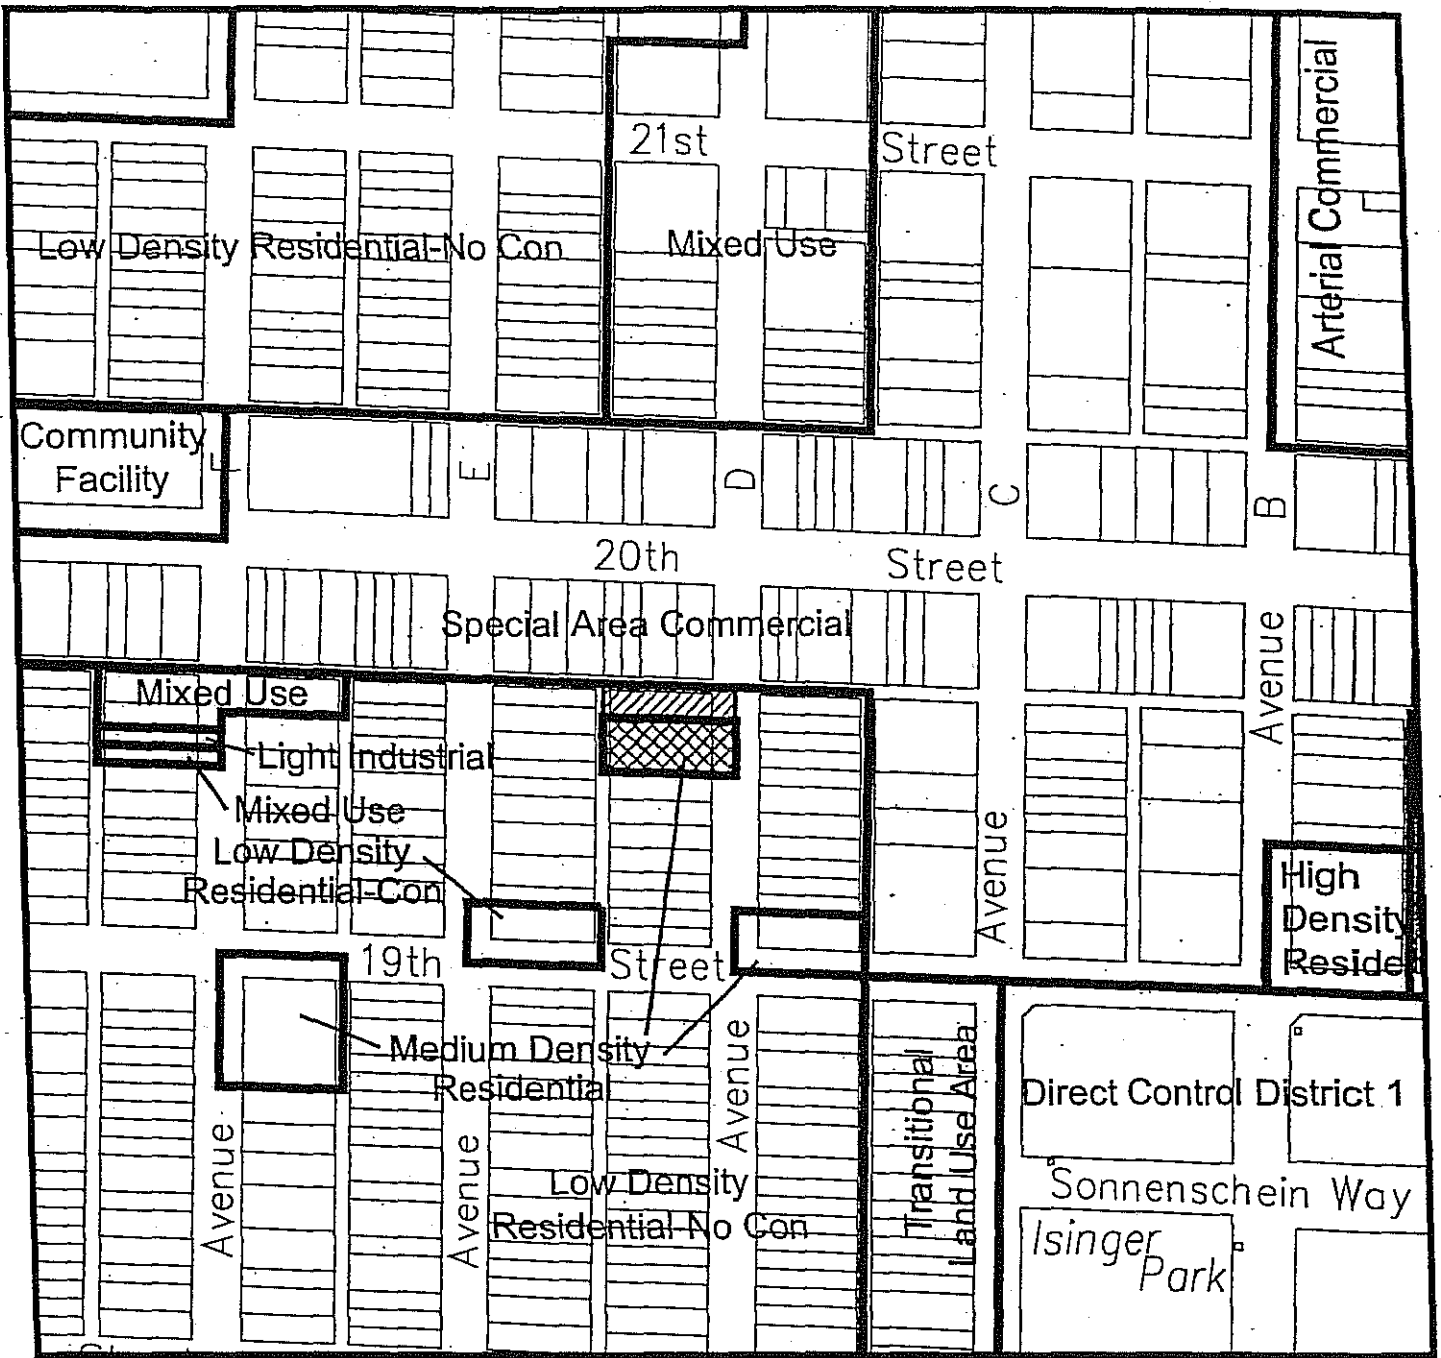 21st Street
Arterial Commercial
Low Density Residential-No Con
Mixed Use
Community
Facility
F
E
D
C
B
20th Street
Special Area Commercial
Avenue
Mixed Use
Light Industrial
Mixed Use
Low Density
Residential-Con
Avenue
High
Density
19th Street
Medium Density
Residential
Avenue
Transitional
Land Use Area
Direct Control District 1
Avenue
Avenue
Low Density
Residential-No Con
Sonnenschein Way
Isinger
Park